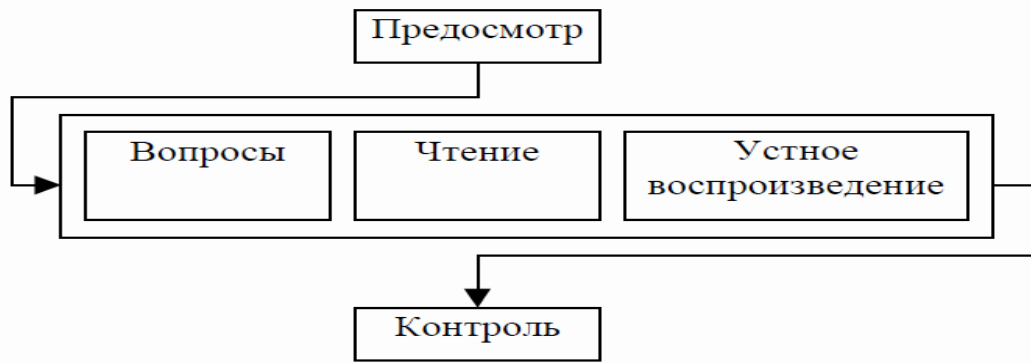 Предосмотр
Вопросы
Чтение
Устное
воспроизведение
Контроль